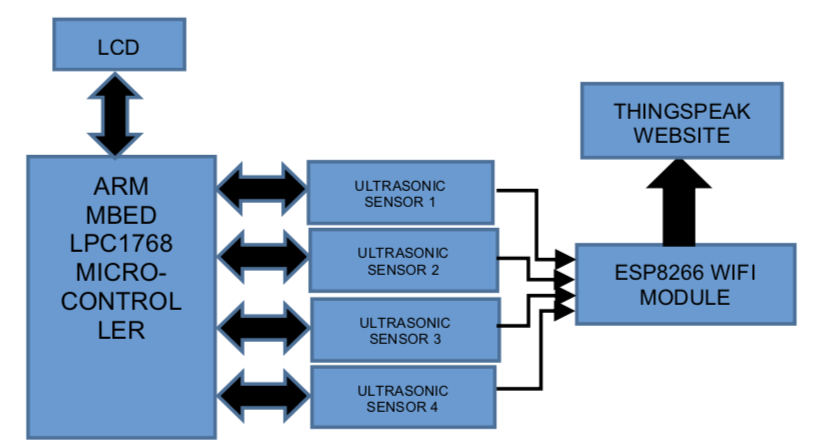 LCD
THINGSPEAK
WEBSITE
ARM
MBED
LPC1768
MICRO-
CONTROL
LER
ULTRASONIC
SENSOR 1
ULTRASONIC
SENSOR 2
ULTRASONIC
SENSOR 3
ULTRASONIC
SENSOR 4
ESP8266 WIFI
MODULE